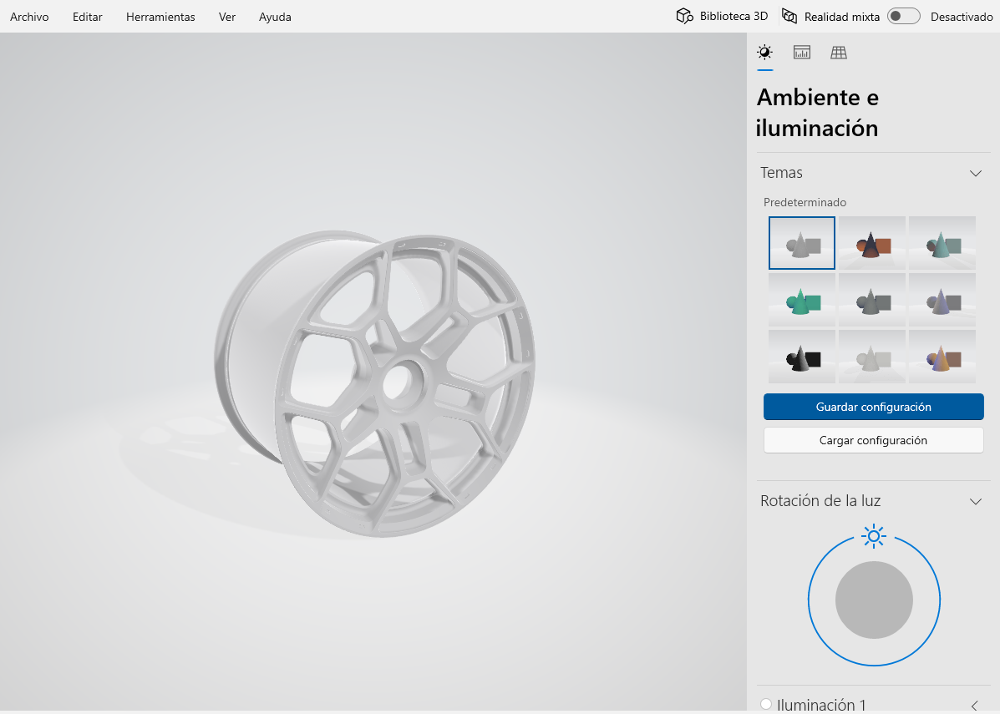 Archivo Editar Herramientas Ver Ayuda Biblioteca 3D Realidad mixta Desactivado
Ambiente e
iluminación
Temas
Predeterminado
Guardar configuración
Cargar configuración
Rotación de la luz
Iluminación 1